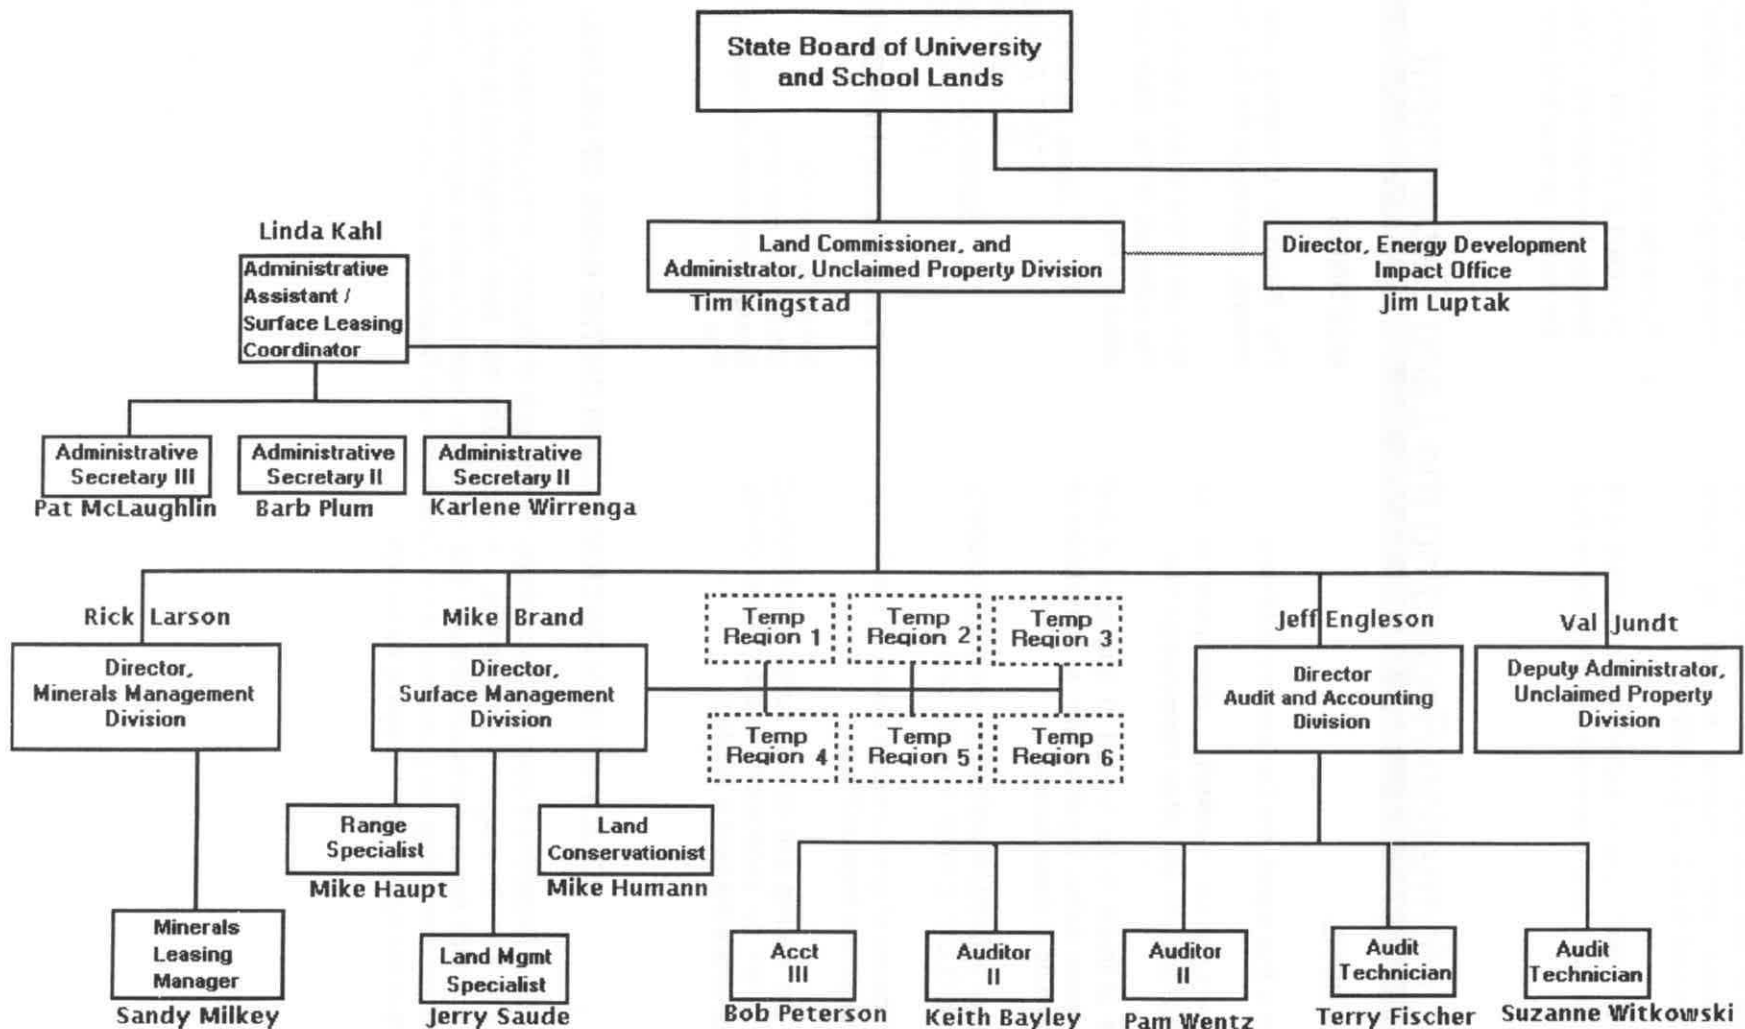 State Board of University
and School Lands
Land Commissioner, and
Administrator, Unclaimed Property Division
Tim Kingstad
Director, Energy Development
Impact Office
Jim Luptak
Linda Kahl
Administrative
Assistant /
Surface Leasing
Coordinator
Administrative
Secretary III
Pat McLaughlin
Administrative
Secretary II
Barb Plum
Administrative
Secretary II
Karlene Wirrenga
Rick Larson
Director,
Minerals Management
Division
Mike Brand
Director,
Surface Management
Division
Temp
Region 1
Temp
Region 2
Temp
Region 3
Temp
Region 4
Temp
Region 5
Temp
Region 6
Jeff Engleson
Director
Audit and Accounting
Division
Val Jundt
Deputy Administrator,
Unclaimed Property
Division
Range
Specialist
Mike Haupt
Land
Conservationist
Mike Humann
Minerals
Leasing
Manager
Sandy Milkey
Land Mgmt
Specialist
Jerry Saude
Acct
III
Bob Peterson
Auditor
II
Keith Bayley
Auditor
II
Pam Wentz
Audit
Technician
Terry Fischer
Audit
Technician
Suzanne Witkowski